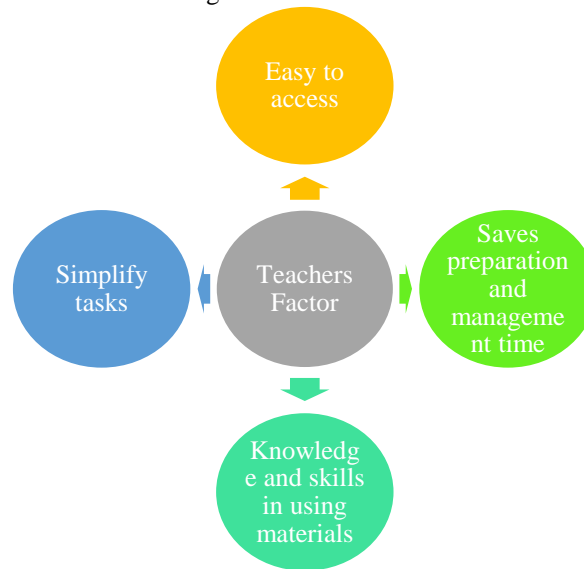 Easy to
access
Simplify
tasks
Teachers
Factor
Saves
preparation
and
manageme
nt time
Knowledg
e and skills
in using
materials